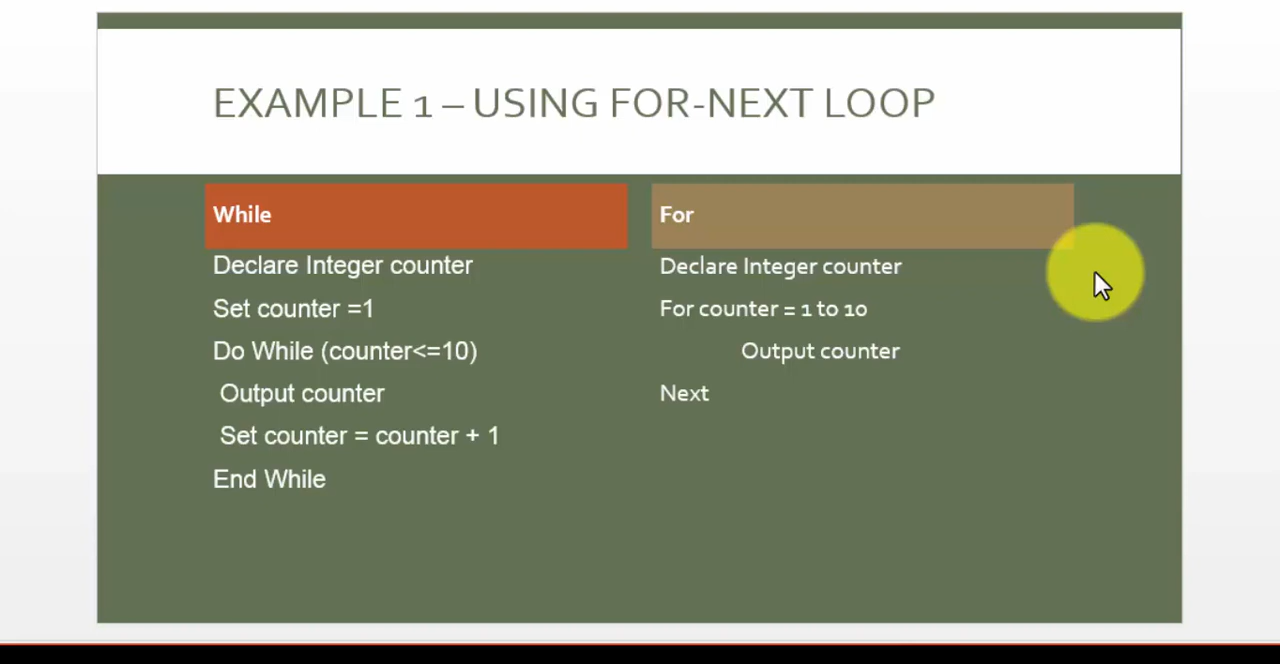 EXAMPLE 1 – USING FOR-NEXT LOOP
While
Declare Integer counter
Set counter =1
Do While (counter<=10)
Output counter
Set counter = counter + 1
End While
For
Declare Integer counter
For counter = 1 to 10
Output counter
Next